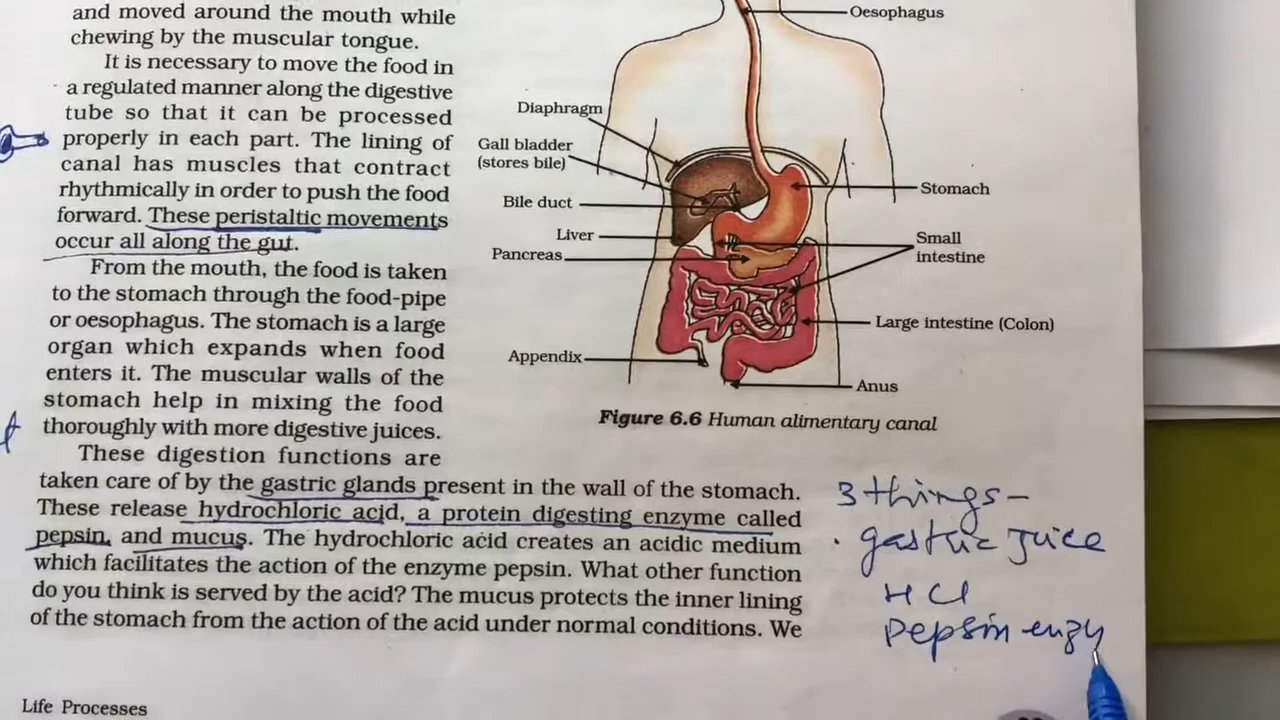 and moved around the mouth while
chewing by the muscular tongue.
It is necessary to move the food in
a regulated manner along the digestive
tube so that it can be processed
properly in each part. The lining of
canal has muscles that contract
rhythmically in order to push the food
forward. These peristaltic movements
occur all along the gut.
From the mouth, the food is taken
to the stomach through the food-pipe
or oesophagus. The stomach is a large
organ which expands when food
enters it. The muscular walls of the
stomach help in mixing the food
thoroughly with more digestive juices.
These digestion functions are
taken care of by the gastric glands present in the wall of the stomach.
These release hydrochloric acid, a protein digesting enzyme called
pepsin, and mucus. The hydrochloric acid creates an acidic medium
which facilitates the action of the enzyme pepsin. What other function
do you think is served by the acid? The mucus protects the inner lining
of the stomach from the action of the acid under normal conditions. We
Life Processes
Oesophagus
Diaphragm
Gall bladder
(stores bile)
Bile duct
Liver
Pancreas
Appendix
Stomach
Small
intestine
Large intestine (Colon)
Anus
Figure 6.6 Human alimentary canal
3 things-
gastric juice
HCl
pepsin enzy